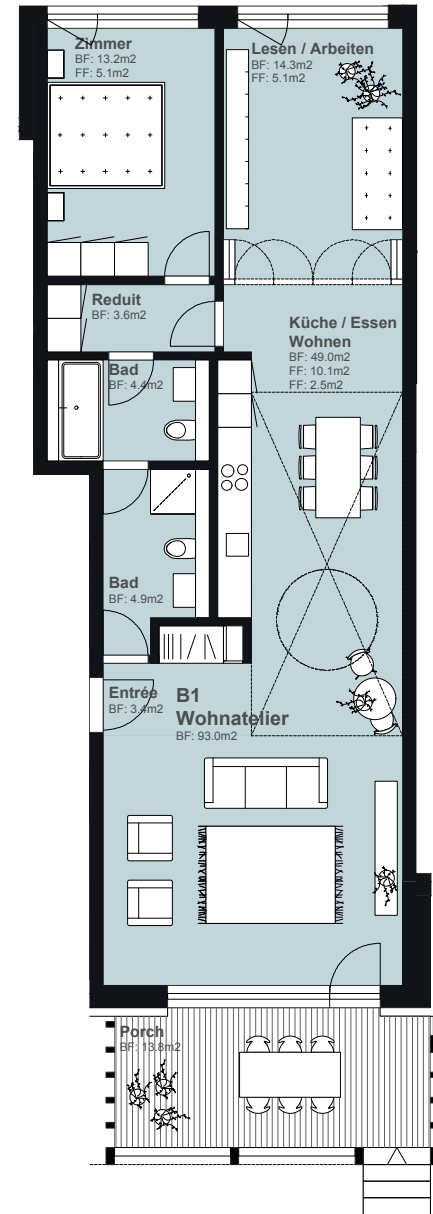 Zimmer
BF: 13.2m2
FF: 5.1m2
Lesen / Arbeiten
BF: 14.3m2
FF: 5.1m2
Reduit
BF: 3.6m2
Küche / Essen
Wohnen
BF: 49.0m2
FF: 10.1m2
FF: 2.5m2
Bad
BF: 4.4m2
Bad
BF: 4.9m2
Entrée
BF: 3.4m2
B1
Wohnatelier
BF: 93.0m2
Porch
BF: 13.8m2